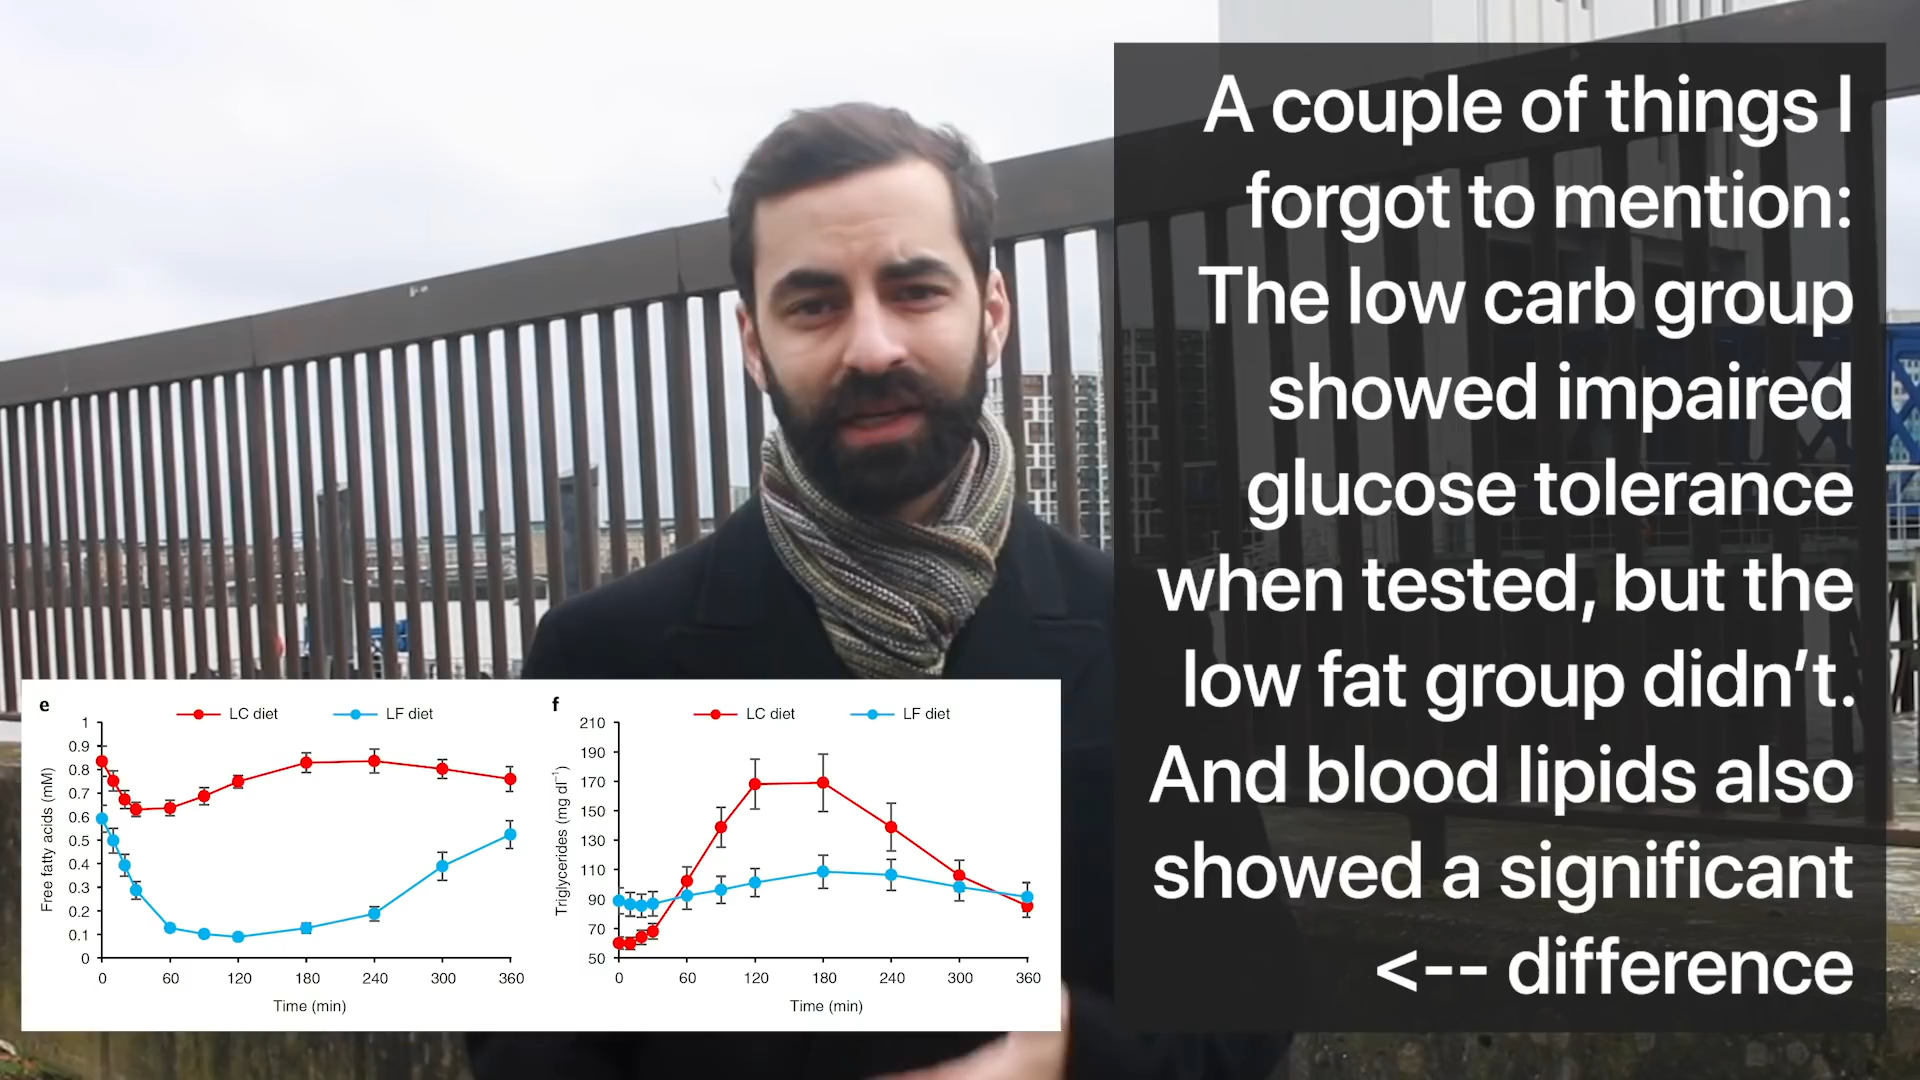 A couple of things I
forgot to mention:
The low carb group
showed impaired
glucose tolerance
when tested, but the
low fat group didn’t.
And blood lipids also
showed a significant
<-- difference
e
LC diet LF diet
Free fatty acids (mM)
1
0.9
0.8
0.7
0.6
0.5
0.4
0.3
0.2
0.1
0
0 60 120 180 240 300 360
Time (min)
f
LC diet LF diet
Triglycerides (mg dl⁻¹)
210
190
170
150
130
110
90
70
50
0 60 120 180 240 300 360
Time (min)